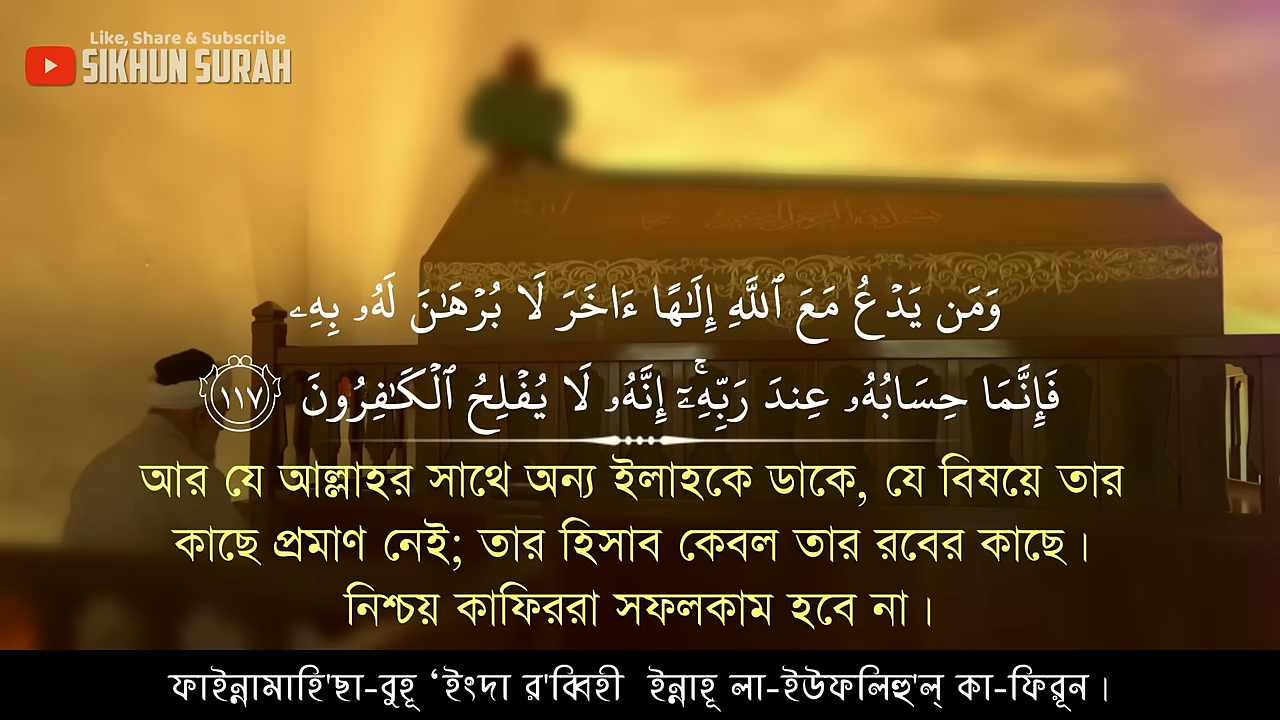 Like, Share & Subscribe
SIKHUN SURAH
وَمَن يَدْعُ مَعَ ٱللَّهِ إِلَـٰهًا ءَاخَرَ لَا بُرْهَـٰنَ لَهُۥ بِهِۦ
فَإِنَّمَا حِسَابُهُۥ عِندَ رَبِّهِۦٓ ۚ إِنَّهُۥ لَا يُفْلِحُ ٱلْكَـٰفِرُونَ ١١٧
আর যে আল্লাহর সাথে অন্য ইলাহকে ডাকে, যে বিষয়ে তার
কাছে প্রমাণ নেই; তার হিসাব কেবল তার রবের কাছে।
নিশ্চয় কাফিররা সফলকাম হবে না।
ফাইন্নামাহি'ছা-বুহূ ‘ইংদা র'ব্বিহী ইন্নাহূ লা-ইউফলিহু'ল্ কা-ফিরূন।